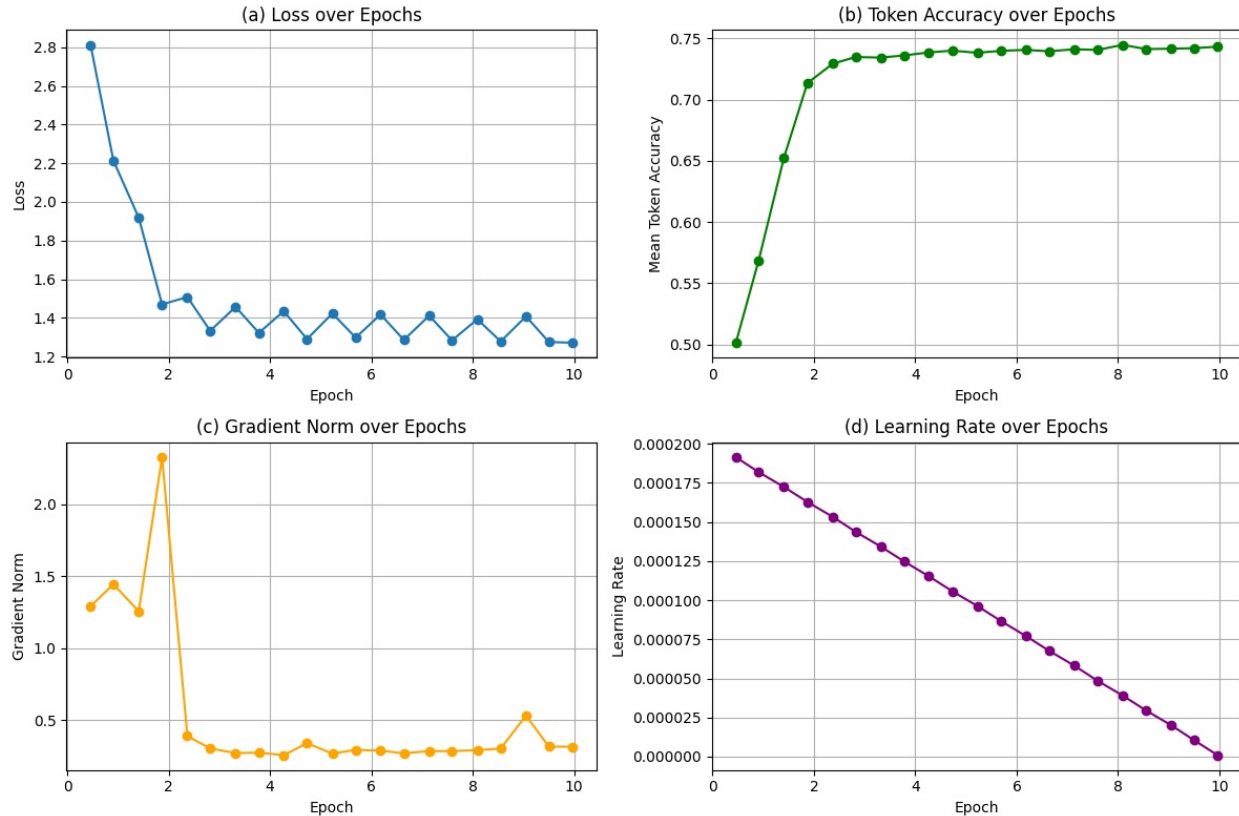 (a) Loss over Epochs
2.8
2.6
2.4
2.2
2.0
1.8
1.6
1.4
1.2
Loss
0 2 4 6 8 10
Epoch
(b) Token Accuracy over Epochs
0.75
0.70
0.65
0.60
0.55
0.50
Mean Token Accuracy
0 2 4 6 8 10
Epoch
(c) Gradient Norm over Epochs
2.0
1.5
1.0
0.5
Gradient Norm
0 2 4 6 8 10
Epoch
(d) Learning Rate over Epochs
0.000200
0.000175
0.000150
0.000125
0.000100
0.000075
0.000050
0.000025
0.000000
Learning Rate
0 2 4 6 8 10
Epoch